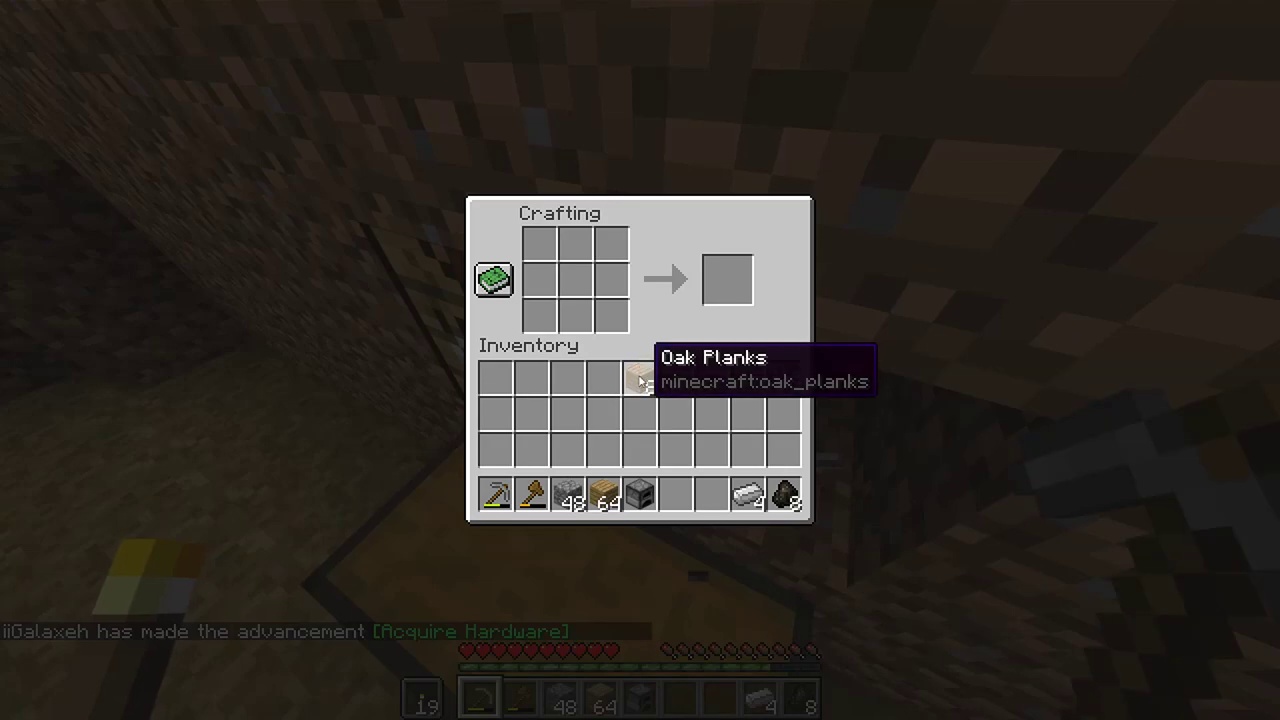 Crafting
Inventory
Oak Planks
minecraft:oak_planks
8
48
64
4
8
iiGalaxeh has made the advancement [Acquire Hardware]
19
48
64
4
8